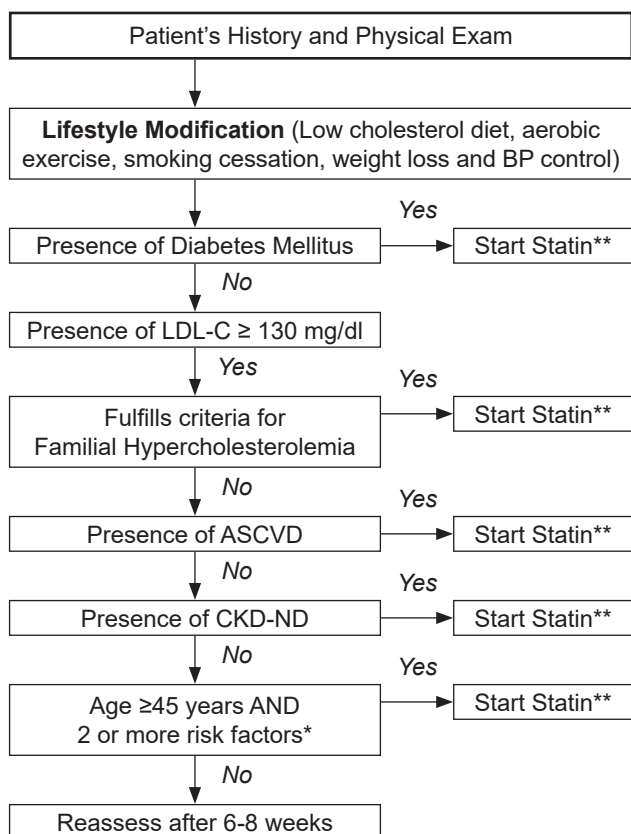 Patient's History and Physical Exam
Lifestyle Modification (Low cholesterol diet, aerobic
exercise, smoking cessation, weight loss and BP control)
Yes
Presence of Diabetes Mellitus
Start Statin**
No
Presence of LDL-C ≥ 130 mg/dl
Yes
Yes
Fulfills criteria for
Familial Hypercholesterolemia
Start Statin**
No
Yes
Presence of ASCVD
Start Statin**
No
Yes
Presence of CKD-ND
Start Statin**
No
Yes
Age ≥45 years AND
2 or more risk factors*
Start Statin**
No
Reassess after 6-8 weeks